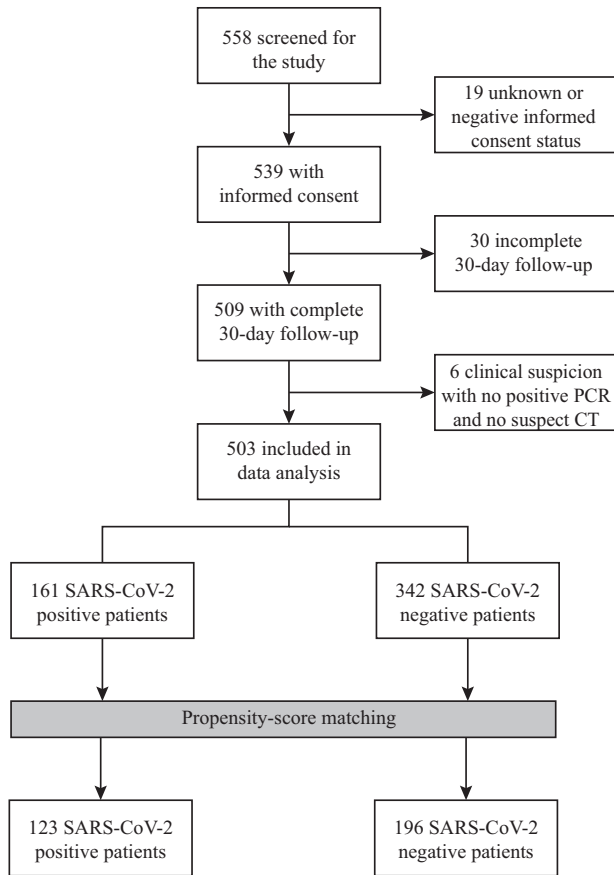 558 screened for
the study
19 unknown or
negative informed
consent status
539 with
informed consent
30 incomplete
30-day follow-up
509 with complete
30-day follow-up
6 clinical suspicion
with no positive PCR
and no suspect CT
503 included in
data analysis
161 SARS-CoV-2
positive patients
342 SARS-CoV-2
negative patients
Propensity-score matching
123 SARS-CoV-2
positive patients
196 SARS-CoV-2
negative patients